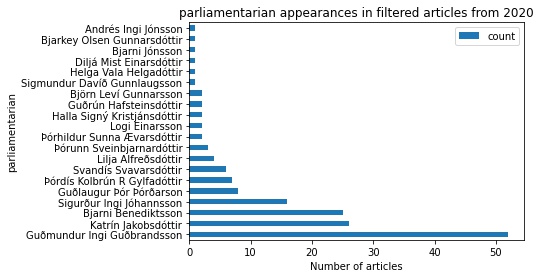 parliamentarian appearances in filtered articles from 2020
count
Andrés Ingi Jónsson
Bjarkey Olsen Gunnarsdóttir
Bjarni Jónsson
Diljá Mist Einarsdóttir
Helga Vala Helgadóttir
Sigmundur Davíð Gunnlaugsson
Björn Leví Gunnarsson
Guðrún Hafsteinsdóttir
Halla Signý Kristjánsdóttir
Logi Einarsson
Þórhildur Sunna Ævarsdóttir
Þórunn Sveinbjarnardóttir
Lilja Alfreðsdóttir
Svandís Svavarsdóttir
Þórdís Kolbrún R Gylfadóttir
Guðlaugur Þór Þórðarson
Sigurður Ingi Jóhannsson
Bjarni Benediktsson
Katrín Jakobsdóttir
Guðmundur Ingi Guðbrandsson
parliamentarian
0 10 20 30 40 50
Number of articles